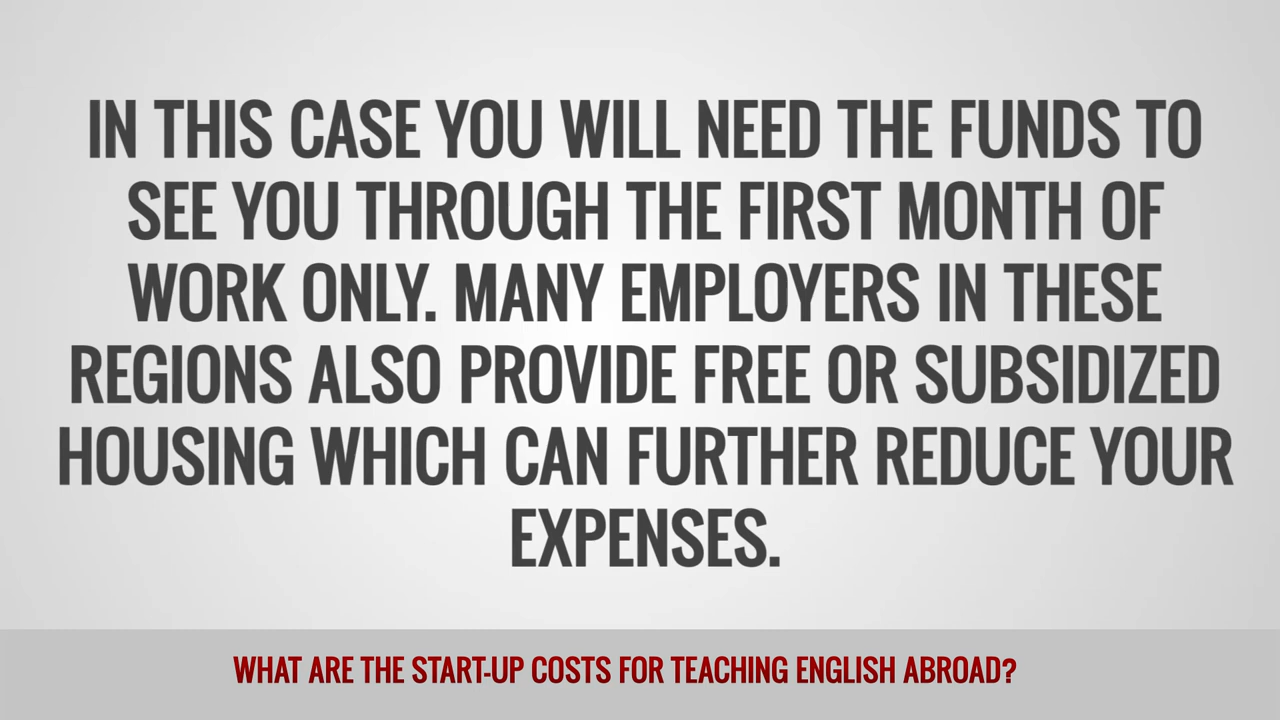 IN THIS CASE YOU WILL NEED THE FUNDS TO
SEE YOU THROUGH THE FIRST MONTH OF
WORK ONLY. MANY EMPLOYERS IN THESE
REGIONS ALSO PROVIDE FREE OR SUBSIDIZED
HOUSING WHICH CAN FURTHER REDUCE YOUR
EXPENSES.
WHAT ARE THE START-UP COSTS FOR TEACHING ENGLISH ABROAD?